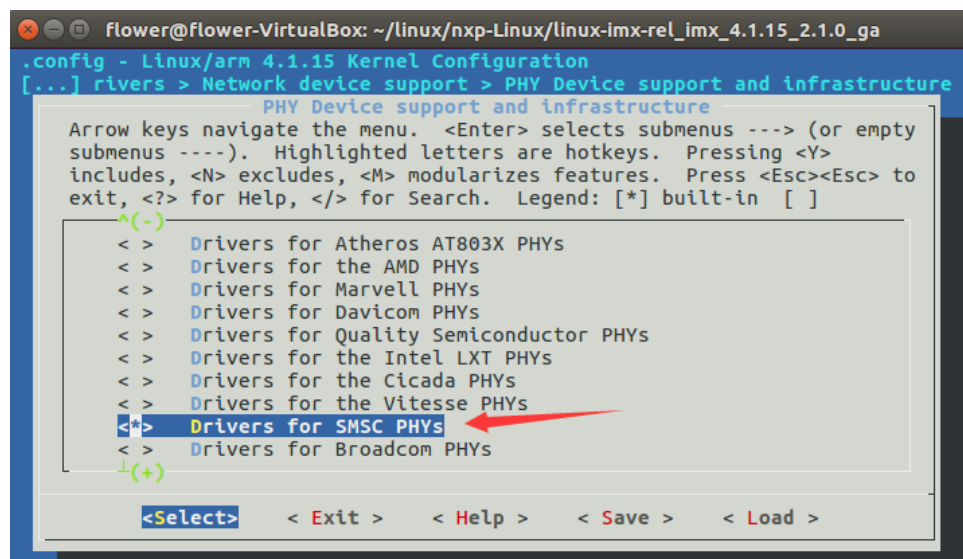 flower@flower-VirtualBox: ~/linux/nxp-Linux/linux-imx-rel_imx_4.1.15_2.1.0_ga
.config - Linux/arm 4.1.15 Kernel Configuration
[...] rivers > Network device support > PHY Device support and infrastructure
PHY Device support and infrastructure
Arrow keys navigate the menu.  <Enter> selects submenus ---> (or empty
submenus ----).  Highlighted letters are hotkeys.  Pressing <Y>
includes, <N> excludes, <M> modularizes features.  Press <Esc><Esc> to
exit, <?> for Help, </> for Search.  Legend: [*] built-in  [ ]
^(-)
< >   Drivers for Atheros AT803X PHYs
< >   Drivers for the AMD PHYs
< >   Drivers for Marvell PHYs
< >   Drivers for Davicom PHYs
< >   Drivers for Quality Semiconductor PHYs
< >   Drivers for the Intel LXT PHYs
< >   Drivers for the Cicada PHYs
< >   Drivers for the Vitesse PHYs
<*>   Drivers for SMSC PHYs
< >   Drivers for Broadcom PHYs
┴(+)
<Select>    < Exit >    < Help >    < Save >    < Load >